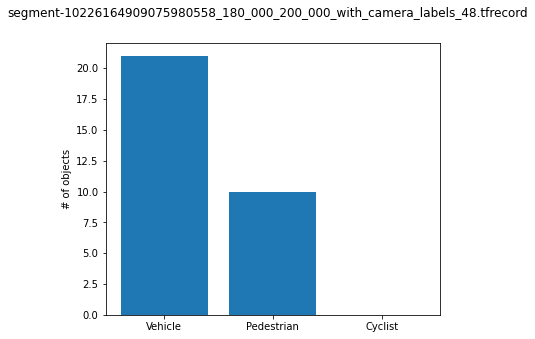 segment-10226164909075980558_180_000_200_000_with_camera_labels_48.tfrecord
20.0
17.5
15.0
12.5
10.0
7.5
5.0
2.5
0.0
# of objects
Vehicle
Pedestrian
Cyclist